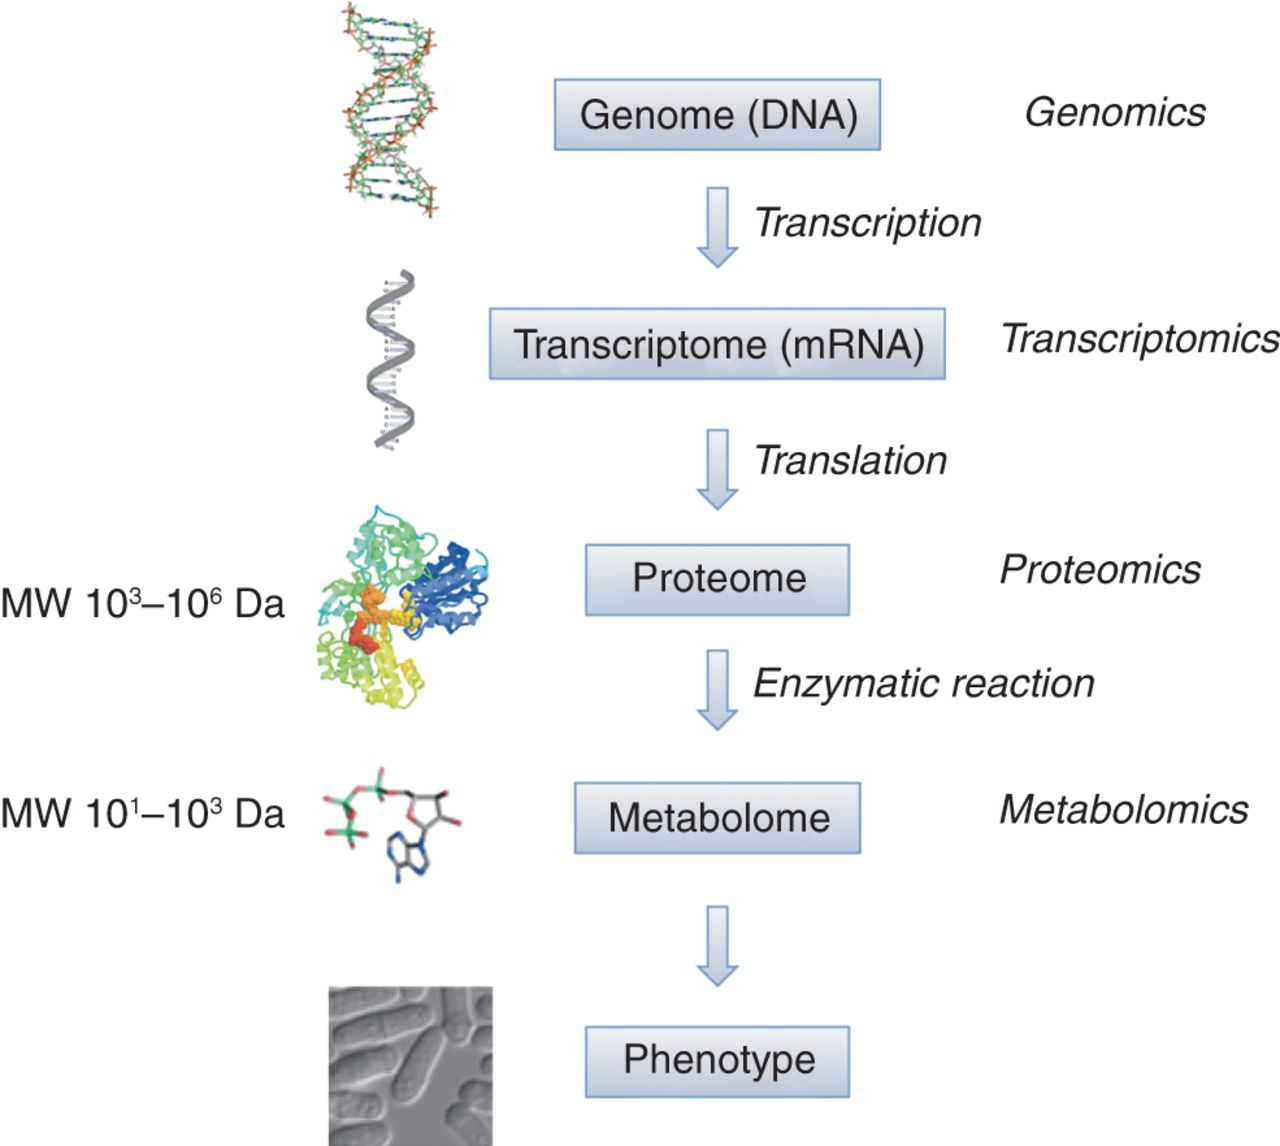 Genome (DNA)
Genomics
Transcription
Transcriptome (mRNA)
Transcriptomics
Translation
Proteome
Proteomics
MW 10³–10⁶ Da
Enzymatic reaction
MW 10¹–10³ Da
Metabolome
Metabolomics
Phenotype